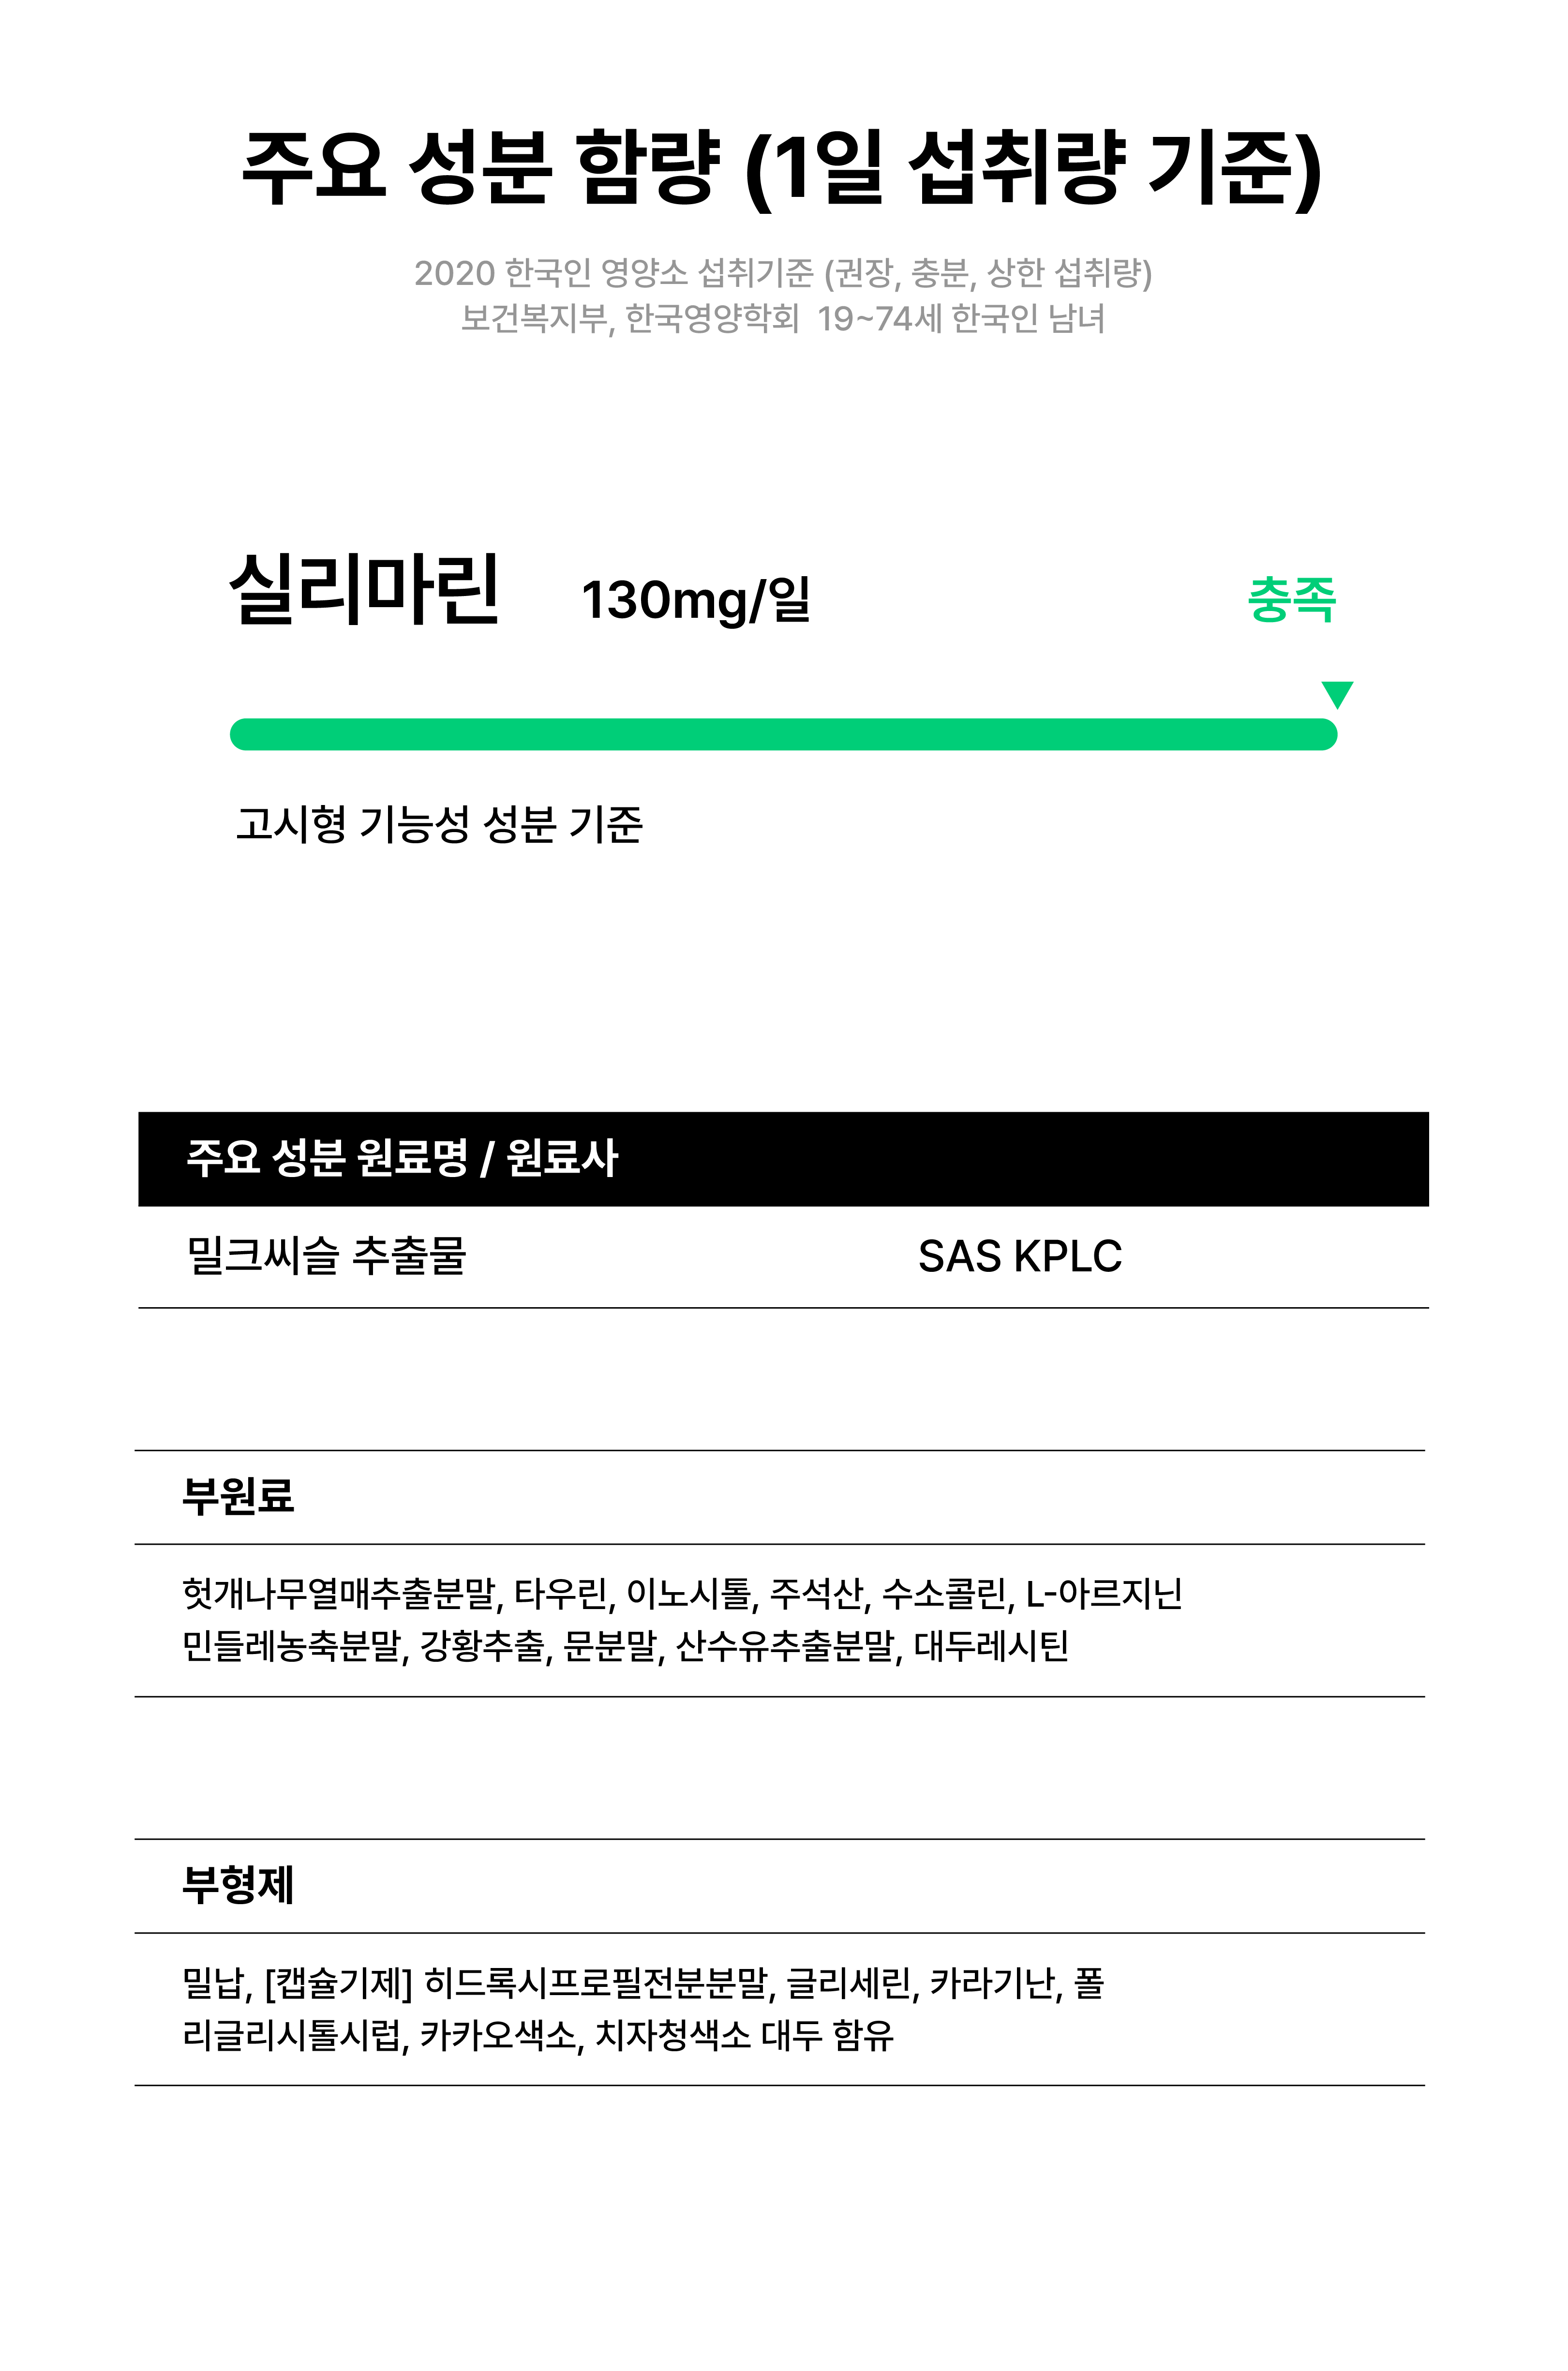 주요 성분 함량 (1일 섭취량 기준)
2020 한국인 영양소 섭취기준 (권장, 충분, 상한 섭취량)
보건복지부, 한국영양학회 19~74세 한국인 남녀
실리마린 130mg/일 충족
고시형 기능성 성분 기준
주요 성분 원료명 / 원료사
밀크씨슬 추출물 SAS KPLC
부원료
헛개나무열매추출분말, 타우린, 이노시톨, 주석산, 수소콜린, L-아르지닌
민들레농축분말, 강황추출, 문분말, 산수유추출분말, 대두레시틴
부형제
밀납, [캡슐기제] 히드록시프로필전분분말, 글리세린, 카라기난, 폴
리글리시톨시럽, 카카오색소, 치자청색소 대두 함유